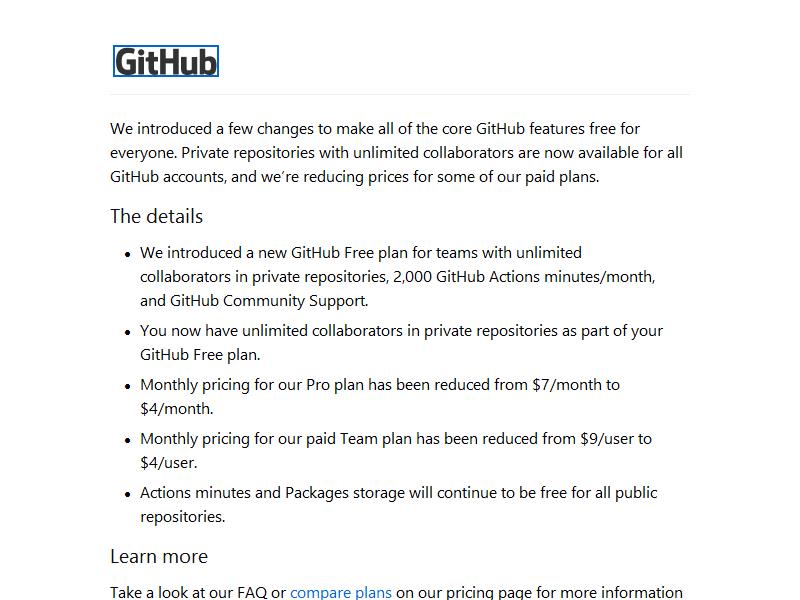 GitHub
We introduced a few changes to make all of the core GitHub features free for
everyone. Private repositories with unlimited collaborators are now available for all
GitHub accounts, and we're reducing prices for some of our paid plans.
The details
• We introduced a new GitHub Free plan for teams with unlimited
collaborators in private repositories, 2,000 GitHub Actions minutes/month,
and GitHub Community Support.
• You now have unlimited collaborators in private repositories as part of your
GitHub Free plan.
• Monthly pricing for our Pro plan has been reduced from $7/month to
$4/month.
• Monthly pricing for our paid Team plan has been reduced from $9/user to
$4/user.
• Actions minutes and Packages storage will continue to be free for all public
repositories.
Learn more
Take a look at our FAQ or compare plans on our pricing page for more information